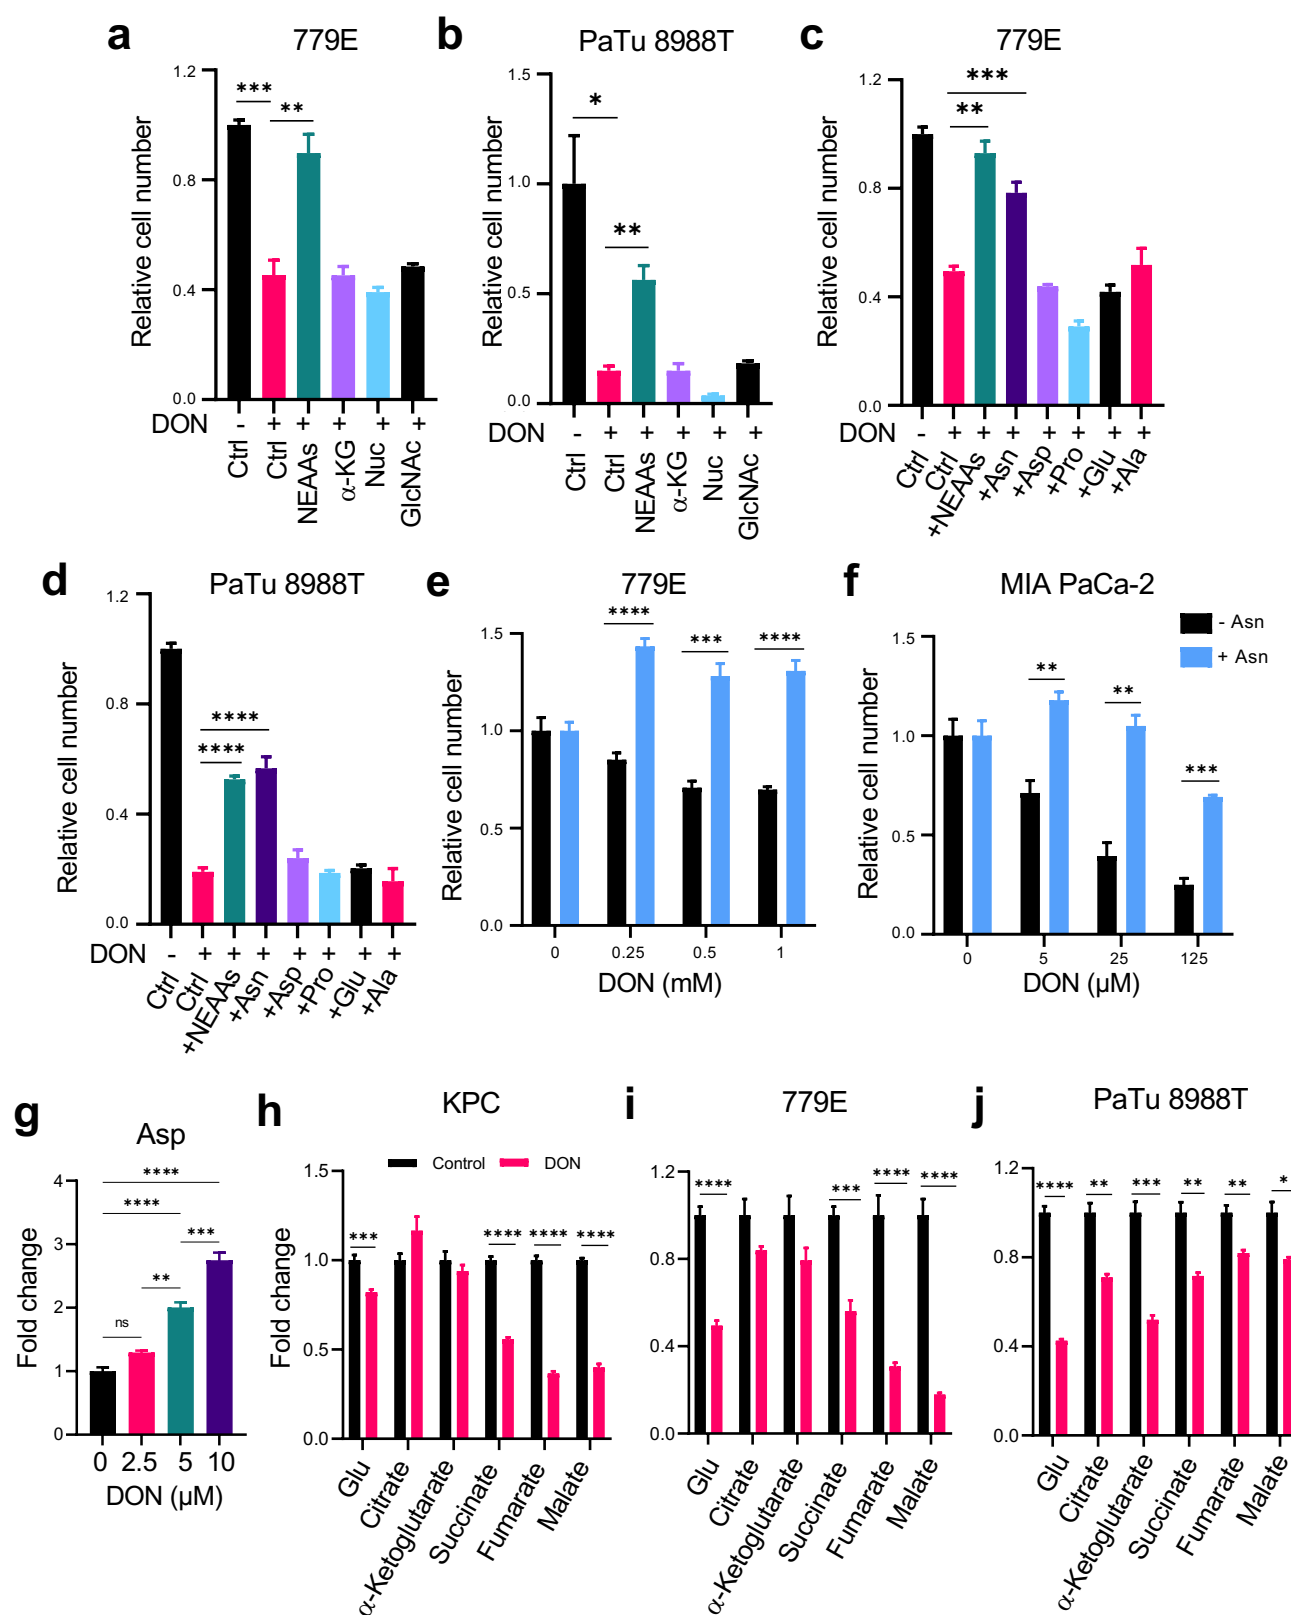 a 779E
Relative cell number
1.2
0.8
0.4
0.0
*** **
DON - + + + + +
Ctrl Ctrl NEAAs α-KG Nuc GlcNAc
b PaTu 8988T
Relative cell number
1.5
1.0
0.5
0.0
*
**
DON - + + + + +
Ctrl Ctrl NEAAs α-KG Nuc GlcNAc
c 779E
Relative cell number
1.2
0.8
0.4
0.0
***
**
DON - + + + + + + +
Ctrl Ctrl +NEAAs +Asn +Asp +Pro +Glu +Ala
d PaTu 8988T
Relative cell number
1.2
0.8
0.4
0.0
****
****
DON - + + + + + + +
Ctrl Ctrl +NEAAs +Asn +Asp +Pro +Glu +Ala
e 779E
Relative cell number
1.5
1.0
0.5
0.0
**** *** ****
0 0.25 0.5 1
DON (mM)
f MIA PaCa-2
- Asn
+ Asn
Relative cell number
1.5
1.0
0.5
0.0
** ** ***
0 5 25 125
DON (μM)
g Asp
Fold change
4
3
2
1
0
****
****
***
**
ns
0 2.5 5 10
DON (μM)
h KPC
Control DON
Fold change
1.5
1.0
0.5
0.0
*** **** **** ****
Glu Citrate α-Ketoglutarate Succinate Fumarate Malate
i 779E
1.2
0.8
0.4
0.0
**** *** **** ****
Glu Citrate α-Ketoglutarate Succinate Fumarate Malate
j PaTu 8988T
1.2
0.8
0.4
0.0
**** ** *** ** ** *
Glu Citrate α-Ketoglutarate Succinate Fumarate Malate